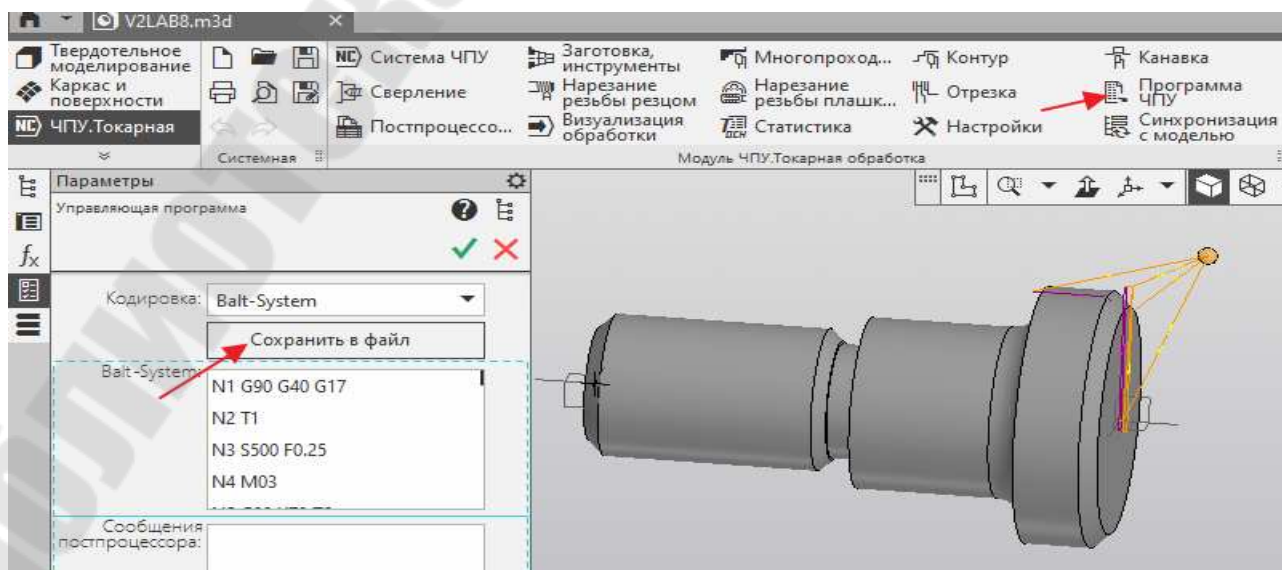 V2LAB8.m3d
Твердотельное
моделирование
Каркас и
поверхности
NC ЧПУ.Токарная
Системная
NC Система ЧПУ
Сверление
Постпроцессо...
Заготовка,
инструменты
Нарезание
резьбы резцом
Визуализация
обработки
Многопроход...
Нарезание
резьбы плашк...
Статистика
Контур
Отрезка
Настройки
Канавка
Программа
ЧПУ
Синхронизация
с моделью
Модуль ЧПУ.Токарная обработка
Параметры
Управляющая программа
Кодировка: Balt-System
Сохранить в файл
Balt-System:
N1 G90 G40 G17
N2 T1
N3 S500 F0.25
N4 M03
Сообщения
постпроцессора: